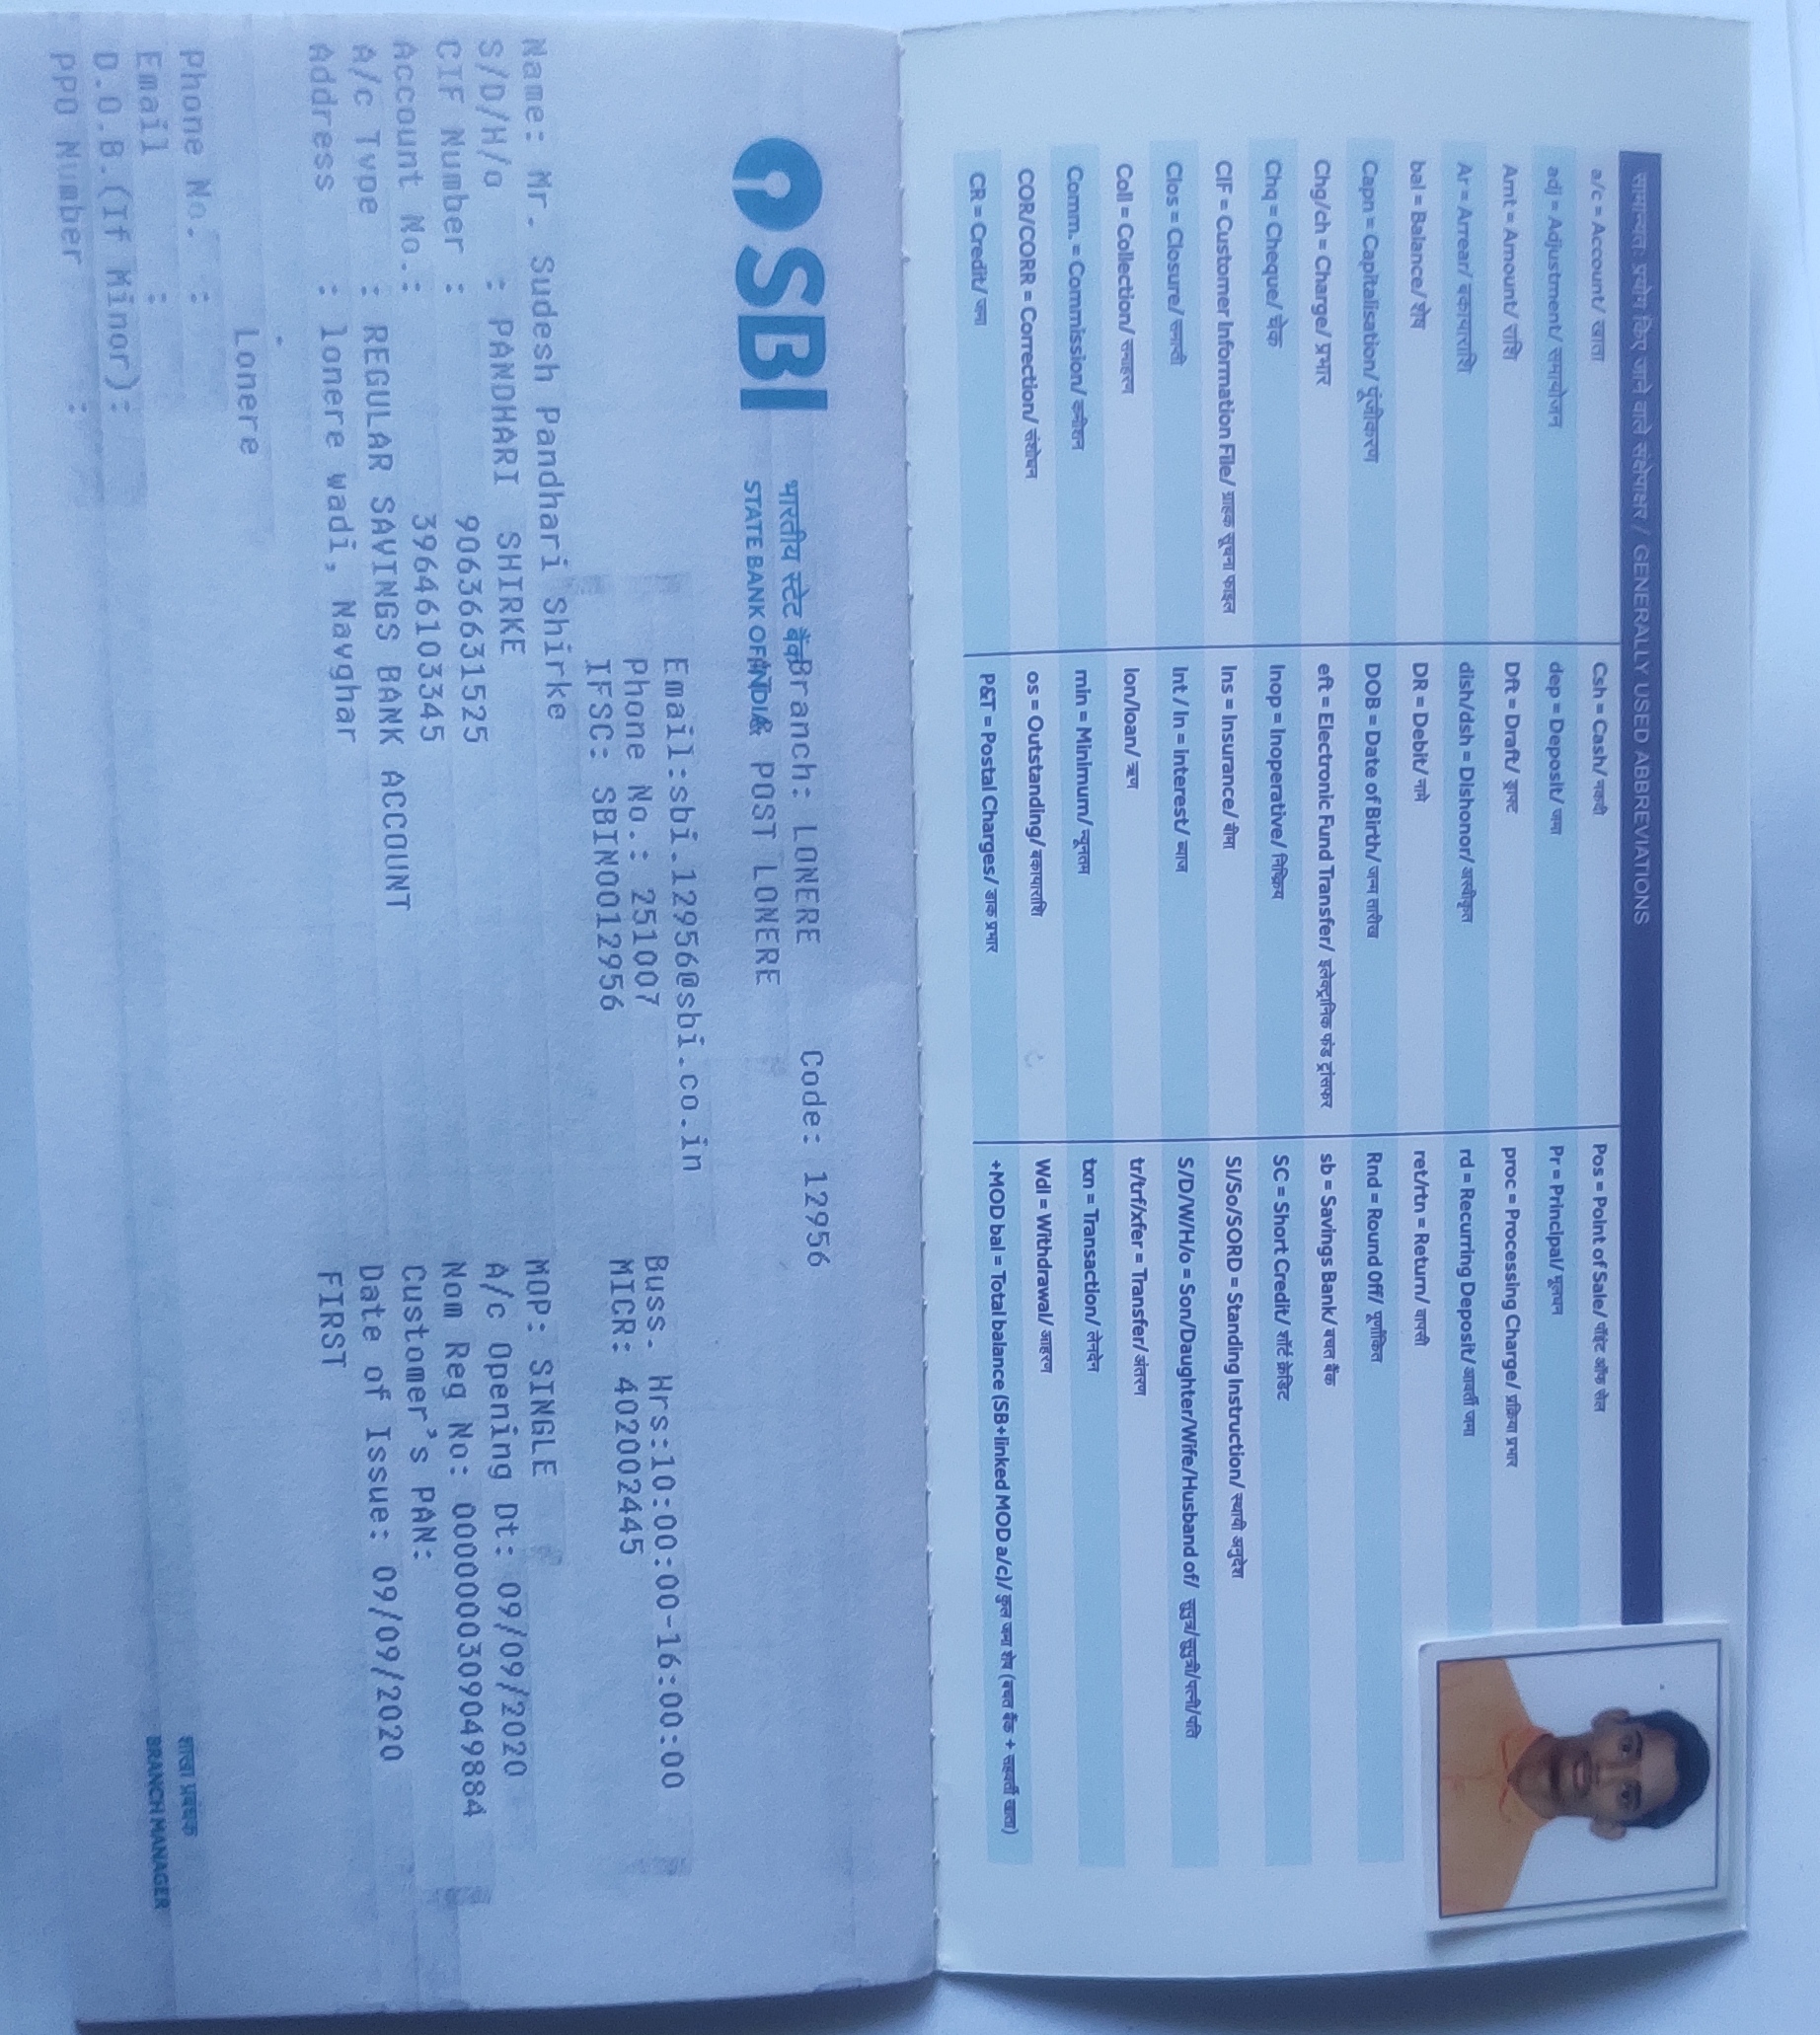 सामान्यतः प्रयोग किए जाने वाले संक्षेपाक्षर / GENERALLY USED ABBREVIATIONS
a/c = Account/ खाता
adj = Adjustment/ समायोजन
Amt = Amount/ राशि
Ar = Arrear/ बकायाराशि
bal = Balance/ शेष
Capn = Capitalisation/ पूंजीकरण
Chg/ch = Charge/ प्रभार
Chq = Cheque/ चेक
CIF = Customer Information File/ ग्राहक सूचना फाइल
Clos = Closure/ समाप्ती
Coll = Collection/ समाहरण
Comm. = Commission/ कमीशन
COR/CORR = Correction/ संशोधन
CR = Credit/ जमा
Csh = Cash/ नकदी
dep = Deposit/ जमा
Dft = Draft/ ड्राफ्ट
dish/dsh = Dishonor/ अस्वीकृत
DR = Debit/ नामे
DOB = Date of Birth/ जन्म तारीख
eft = Electronic Fund Transfer/ इलेक्ट्रानिक फंड ट्रांसफर
Inop = Inoperative/ निष्क्रिय
Ins = Insurance/ बीमा
Int / In = interest/ ब्याज
lon/loan/ ऋण
min = Minimum/ न्यूनतम
os = Outstanding/ बकायाराशि
P&T = Postal Charges/ डाक प्रभार
Pos = Point of Sale/ पॉइंट ऑफ सेल
Pr = Principal/ मूलधन
proc = Processing Charge/ प्रक्रिया प्रभार
rd = Recurring Deposit/ आवर्ती जमा
ret/rtn = Return/ वापसी
Rnd = Round Off/ पूर्णांकित
sb = Savings Bank/ बचत बैंक
SC = Short Credit/ शॉर्ट क्रेडिट
SI/So/SORD = Standing Instruction/ स्थायी अनुदेश
S/D/W/H/o = Son/Daughter/Wife/Husband of/ सुपुत्र/सुपुत्री/पत्नी/पति
tr/trf/xfer = Transfer/ अंतरण
txn = Transaction/ लेनदेन
Wdl = Withdrawal/ आहरण
+MOD bal = Total balance (SB+linked MOD a/c)/ कुल जमा शेष (बचत बैंक + सहवर्ती खाता)
SBI
भारतीय स्टेट बैंक
STATE BANK OF INDIA
Branch: LONERE Code: 12956
& POST LONERE
Email:sbi.12956@sbi.co.in
Phone No.: 251007 Buss. Hrs:10:00:00-16:00:00
IFSC: SBIN0012956 MICR: 402002445
Name: Mr. Sudesh Pandhari Shirke MOP: SINGLE
S/D/H/o : PANDHARI SHIRKE A/c Opening Dt: 09/09/2020
CIF Number : 90636631525 Nom Reg No: 0000000309049884
Account No.: 39646103345 Customer's PAN:
A/c Type : REGULAR SAVINGS BANK ACCOUNT Date of Issue: 09/09/2020
Address : lonere wadi, Navghar FIRST
Lonere
Phone No. :
Email :
D.O.B.(If Minor):
PPO Number :
शाखा प्रबंधक
BRANCH MANAGER